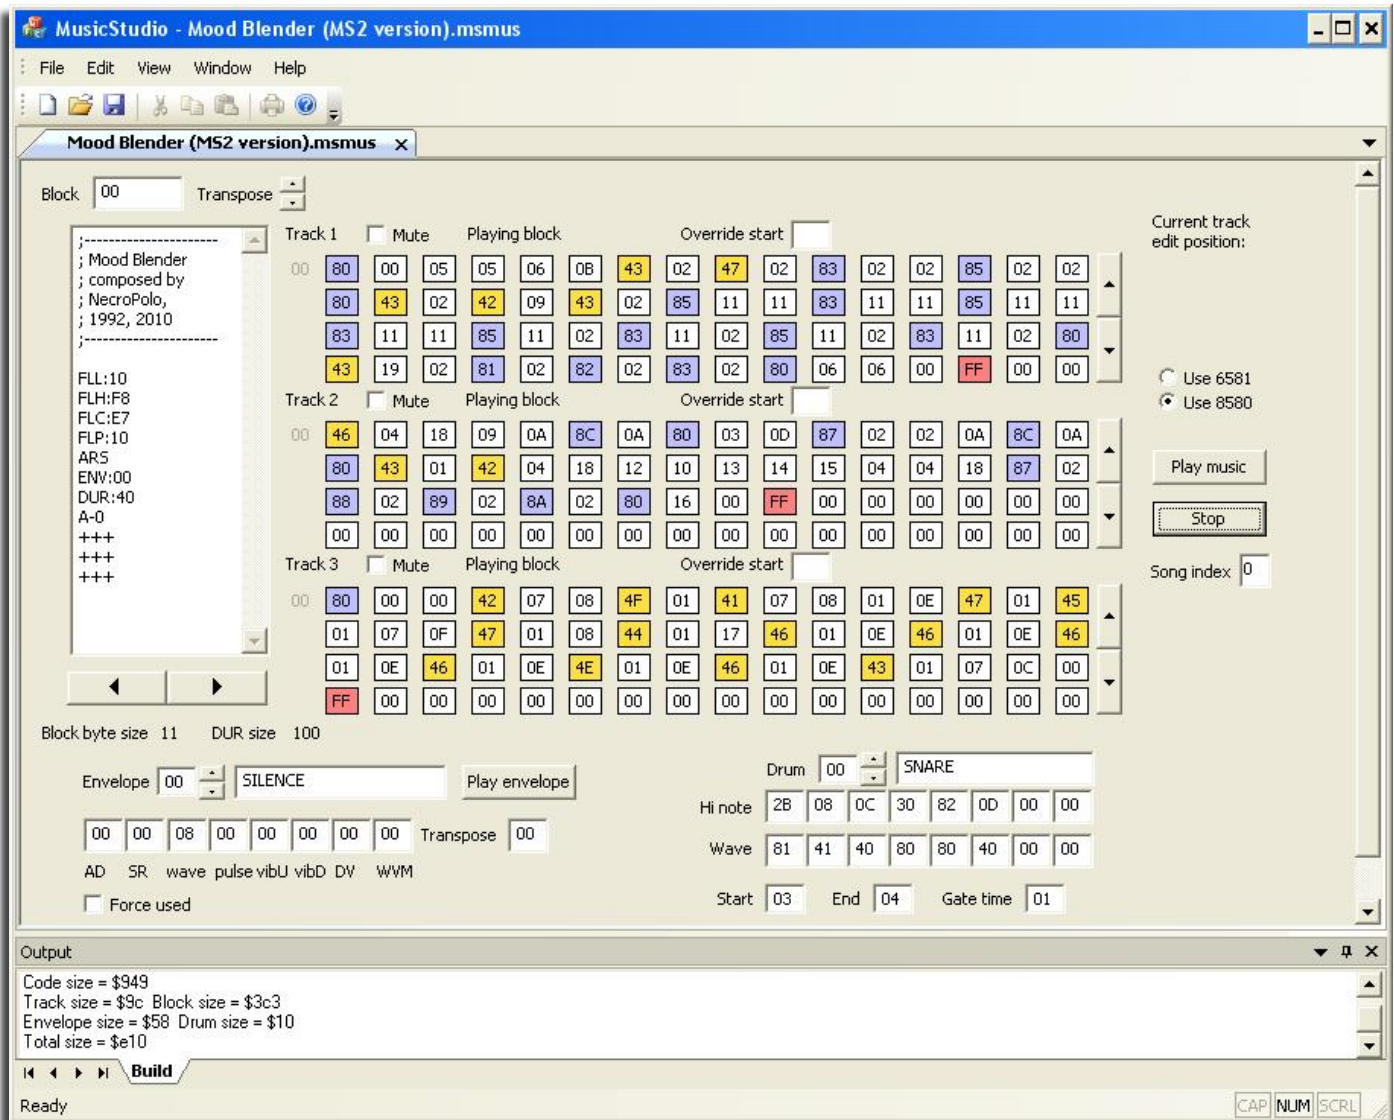 MusicStudio - Mood Blender (MS2 version).msmus
File Edit View Window Help
Mood Blender (MS2 version).msmus x
Block 00 Transpose
;----------------------
; Mood Blender
; composed by
; NecroPolo,
; 1992, 2010
;----------------------
FLL:10
FLH:F8
FLC:E7
FLP:10
ARS
ENV:00
DUR:40
A-0
+++
+++
+++
Track 1 Mute Playing block Override start
00 80 00 05 05 06 0B 43 02 47 02 83 02 02 85 02 02
80 43 02 42 09 43 02 85 11 11 83 11 11 85 11 11
83 11 11 85 11 02 83 11 02 85 11 02 83 11 02 80
43 19 02 81 02 82 02 83 02 80 06 06 00 FF 00 00
Track 2 Mute Playing block Override start
00 46 04 18 09 0A 8C 0A 80 03 0D 87 02 02 0A 8C 0A
80 43 01 42 04 18 12 10 13 14 15 04 04 18 87 02
88 02 89 02 8A 02 80 16 00 FF 00 00 00 00 00 00
00 00 00 00 00 00 00 00 00 00 00 00 00 00 00 00
Track 3 Mute Playing block Override start
00 80 00 00 42 07 08 4F 01 41 07 08 01 0E 47 01 45
01 07 0F 47 01 08 44 01 17 46 01 0E 46 01 0E 46
01 0E 46 01 0E 4E 01 0E 46 01 0E 43 01 07 0C 00
FF 00 00 00 00 00 00 00 00 00 00 00 00 00 00 00
Current track
edit position:
Use 6581
Use 8580
Play music
Stop
Song index 0
Block byte size 11 DUR size 100
Envelope 00 SILENCE Play envelope
00 00 08 00 00 00 00 00 Transpose 00
AD SR wave pulse vibU vibD DV WVM
Force used
Drum 00 SNARE
Hi note 2B 08 0C 30 82 0D 00 00
Wave 81 41 40 80 80 40 00 00
Start 03 End 04 Gate time 01
Output
Code size = $949
Track size = $9c Block size = $3c3
Envelope size = $58 Drum size = $10
Total size = $e10
Build
Ready CAP NUM SCRL